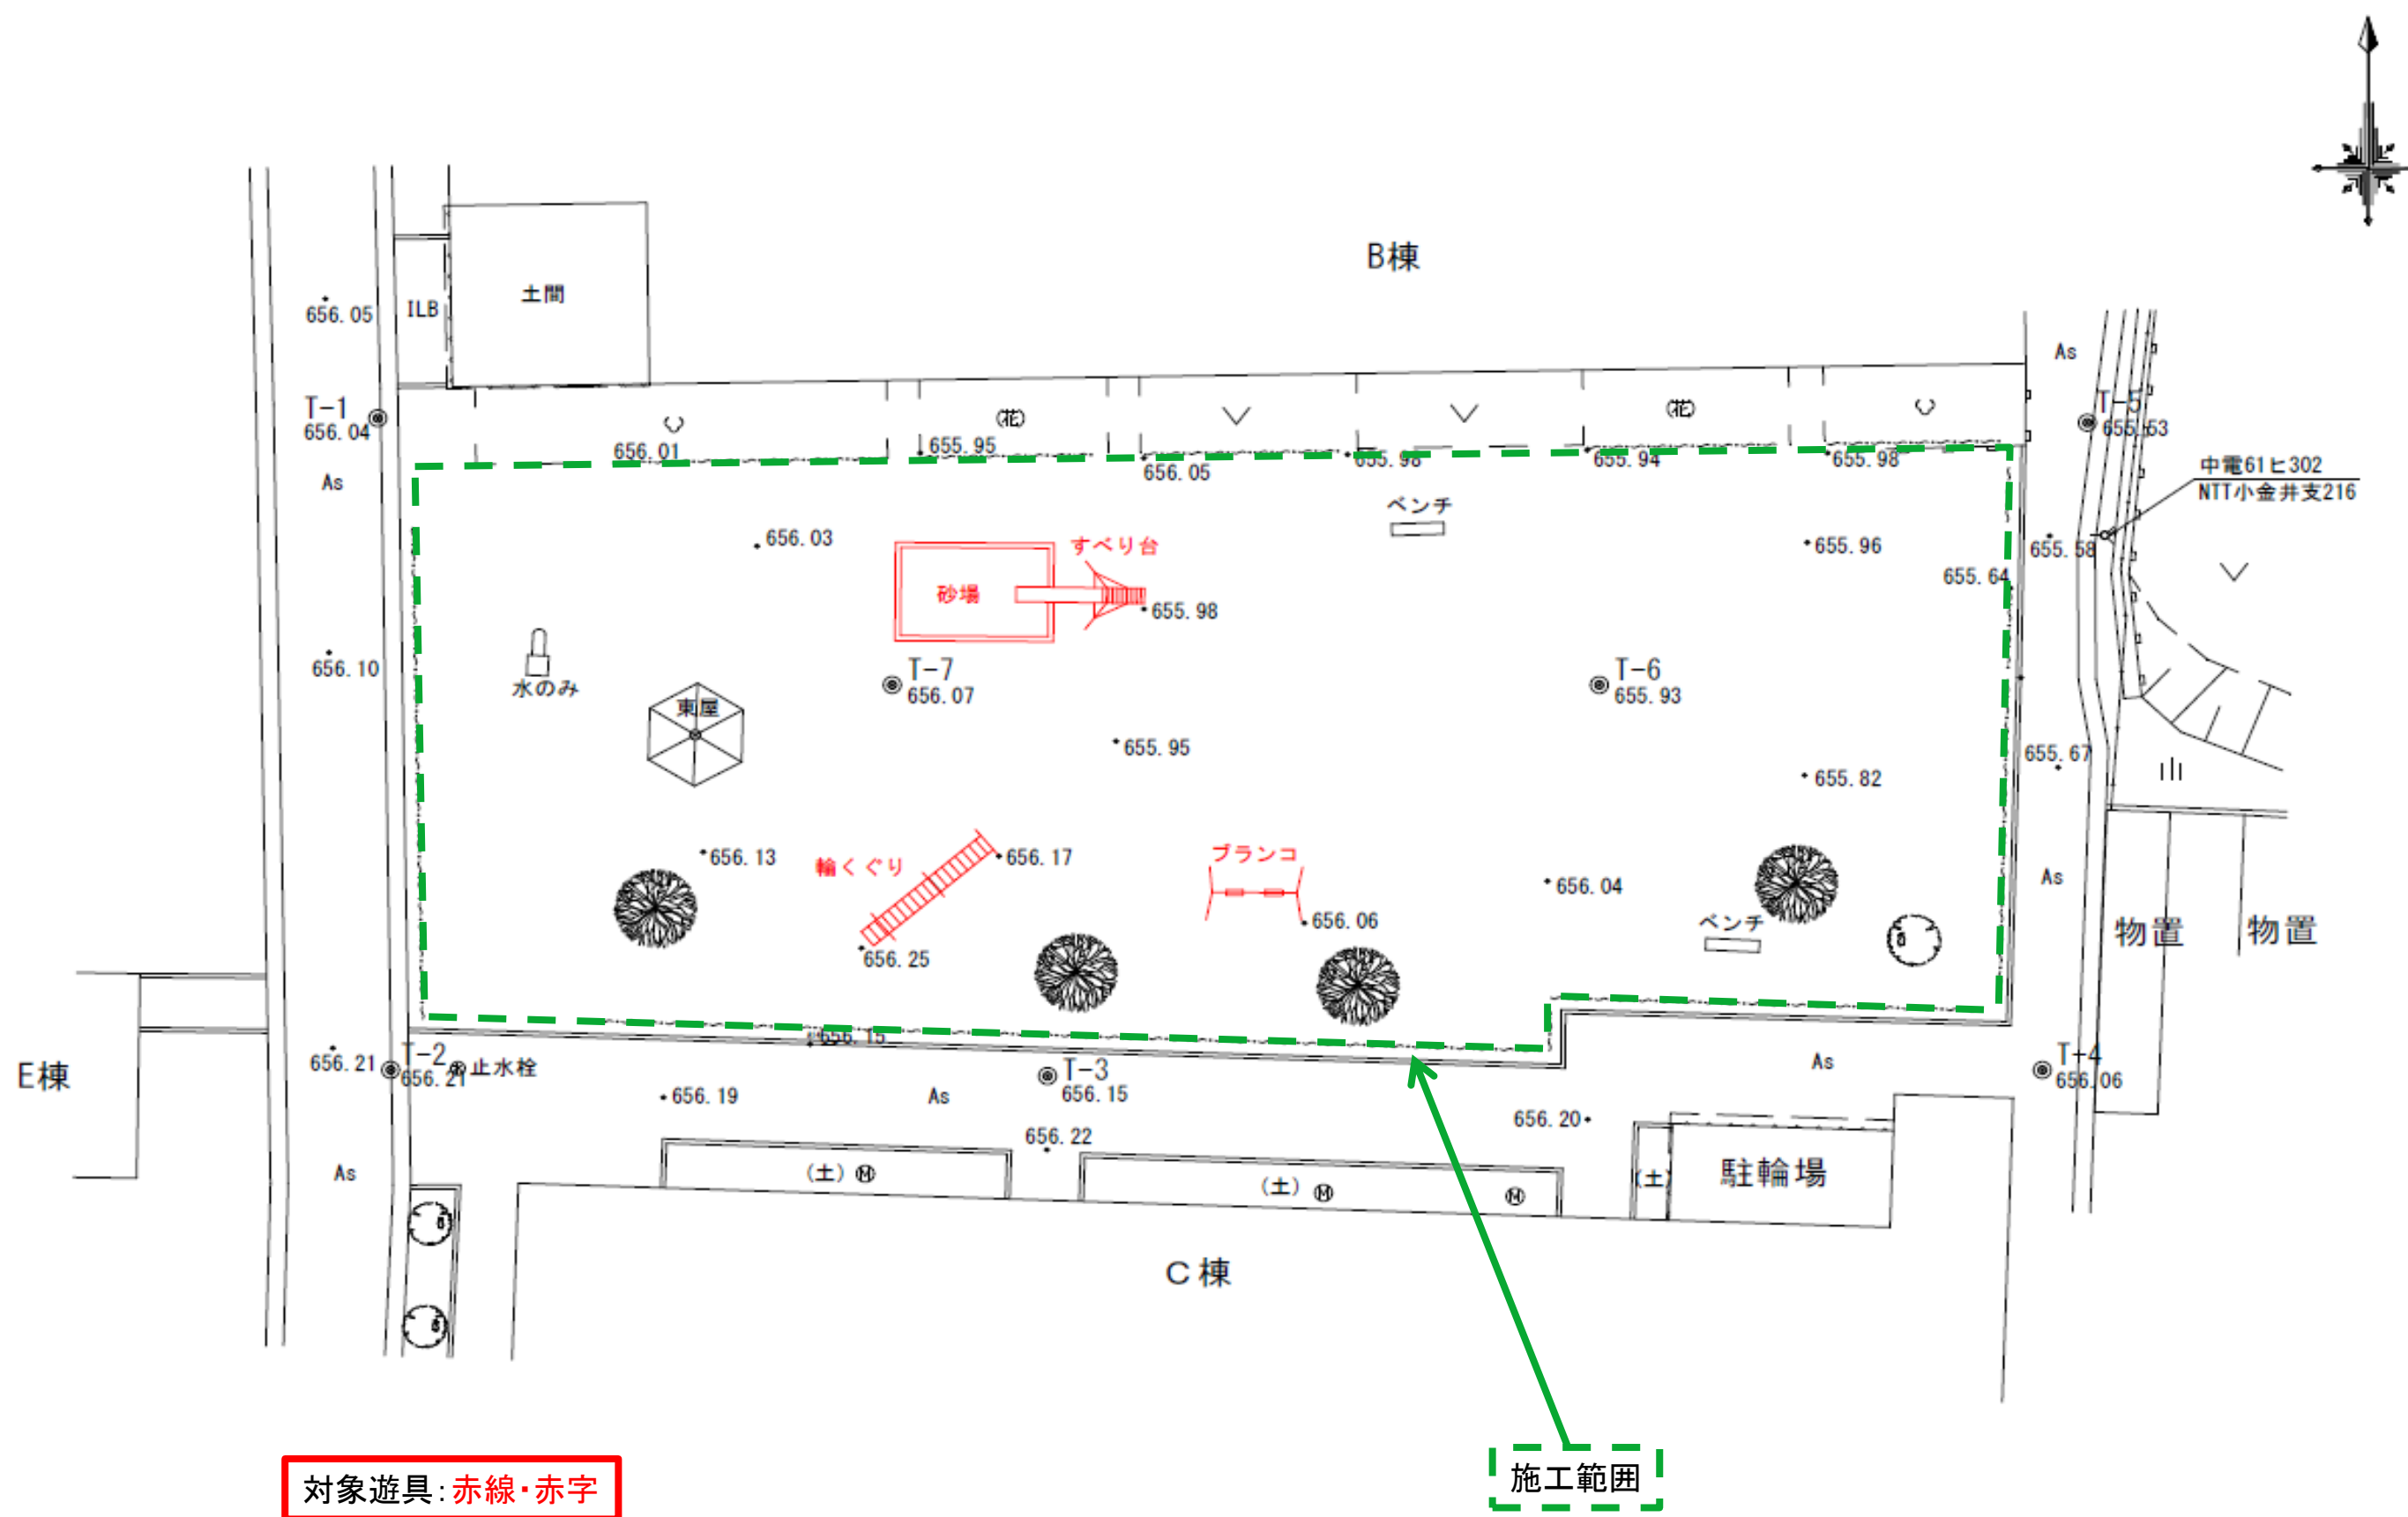 B棟
土間
ILB
656.05
As
T-1
656.04
(花)
(花)
T-5
655.53
656.01
655.95
656.05
655.98
655.94
655.98
中電61ヒ302
NTT小金井支216
As
ベンチ
656.03
すべり台
655.96
655.58
砂場
655.64
655.98
656.10
水のみ
東屋
T-7
656.07
T-6
655.93
655.95
655.67
655.82
656.13
輪くぐり
656.17
ブランコ
656.04
As
656.06
ベンチ
物置
物置
656.25
656.15
E棟
656.21
T-2
656.21
止水栓
T-3
656.15
As
T-4
656.06
656.19
As
656.20
656.22
As
(土) M
(土) M
M
(土)
駐輪場
C棟
対象遊具:赤線・赤字
施工範囲